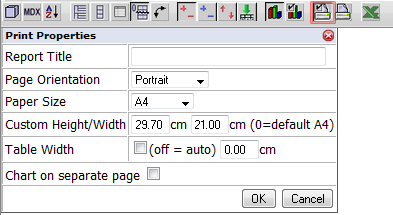 MDX
Print Properties
Report Title
Page Orientation Portrait
Paper Size A4
Custom Height/Width 29.70 cm 21.00 cm (0=default A4)
Table Width (off = auto) 0.00 cm
Chart on separate page
OK Cancel